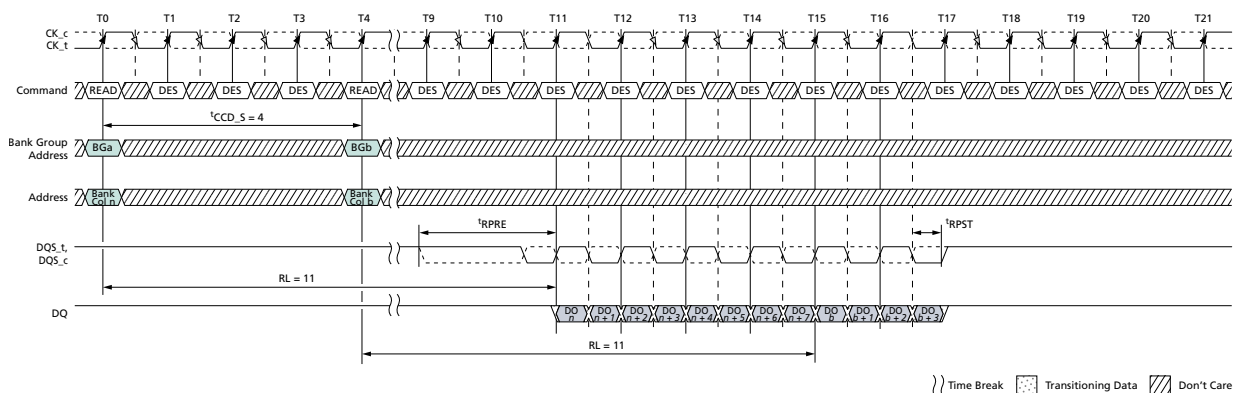 T0 T1 T2 T3 T4 T9 T10 T11 T12 T13 T14 T15 T16 T17 T18 T19 T20 T21
CK_c
CK_t
Command READ DES DES DES READ DES DES DES DES DES DES DES DES DES DES DES DES DES
tCCD_S = 4
Bank Group
Address
BGa BGb
Address
Bank
Col n
Bank
Col b
tRPRE tRPST
DQS_t,
DQS_c
RL = 11
DQ
DO
n
DO
n + 1
DO
n + 2
DO
n + 3
DO
n + 4
DO
n + 5
DO
n + 6
DO
n + 7
DO
b
DO
b + 1
DO
b + 2
DO
b + 3
RL = 11
Time Break Transitioning Data Don't Care